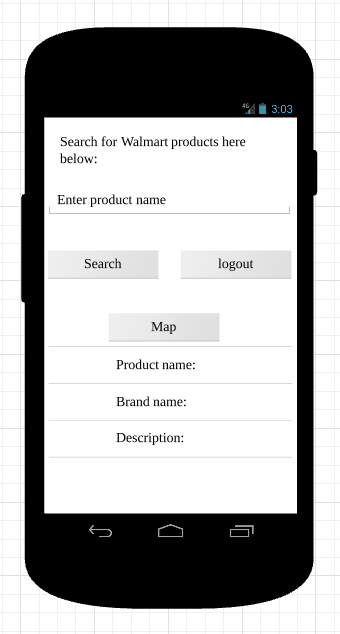 4G 3:03
Search for Walmart products here
below:
Enter product name
Search logout
Map
Product name:
Brand name:
Description: